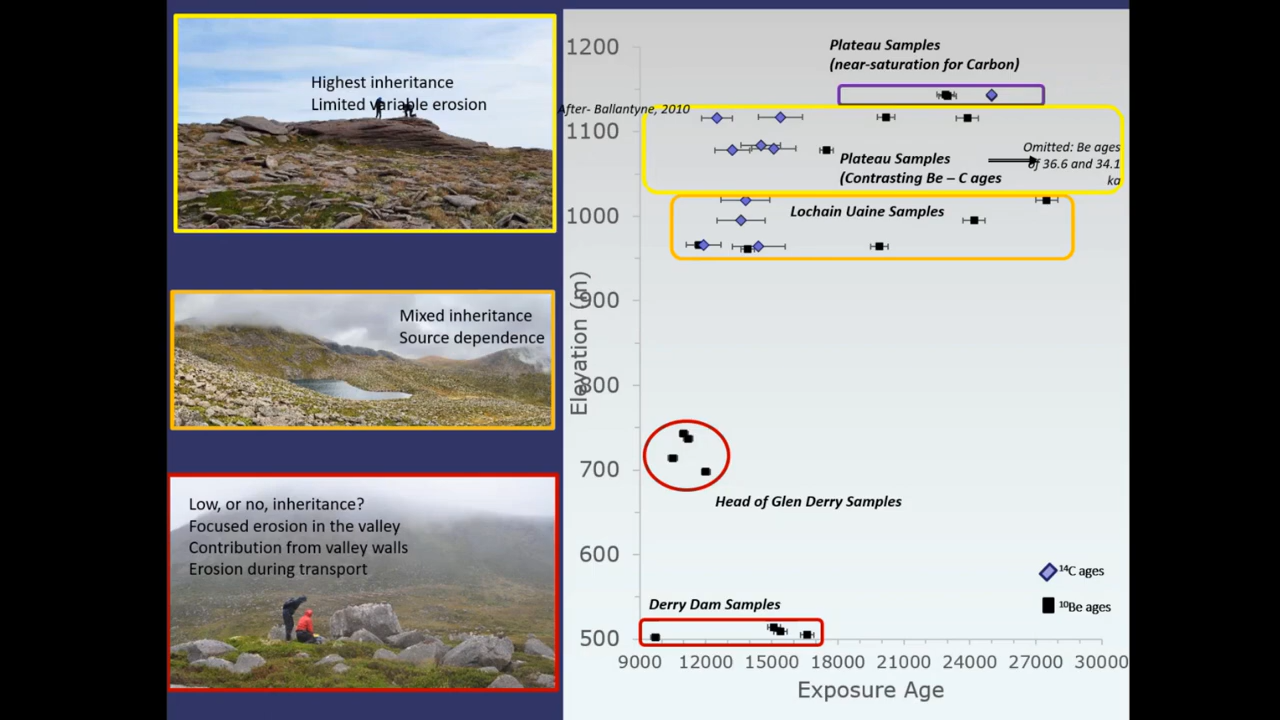 Highest inheritance
Limited variable erosion
Mixed inheritance
Source dependence
Low, or no, inheritance?
Focused erosion in the valley
Contribution from valley walls
Erosion during transport
Plateau Samples
(near-saturation for Carbon)
After- Ballantyne, 2010
Omitted: Be ages
of 36.6 and 34.1
ka
Plateau Samples
(Contrasting Be – C ages
Lochain Uaine Samples
Head of Glen Derry Samples
Derry Dam Samples
14C ages
10Be ages
Elevation (m)
1200
1100
1000
900
800
700
600
500
9000 12000 15000 18000 21000 24000 27000 30000
Exposure Age